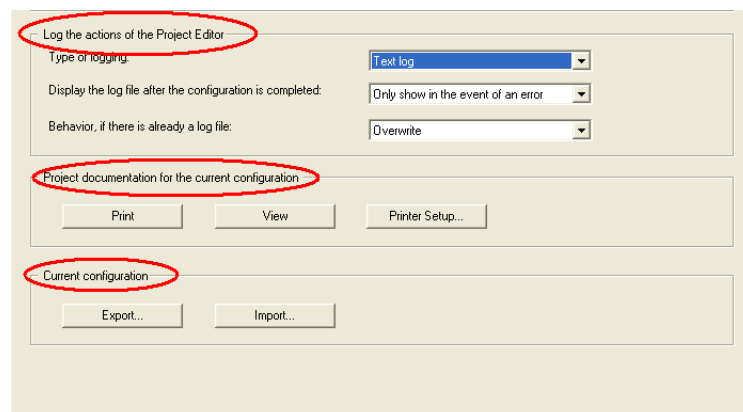 Log the actions of the Project Editor
Type of logging: Text log
Display the log file after the configuration is completed: Only show in the event of an error
Behavior, if there is already a log file: Overwrite
Project documentation for the current configuration
Print View Printer Setup...
Current configuration
Export... Import...